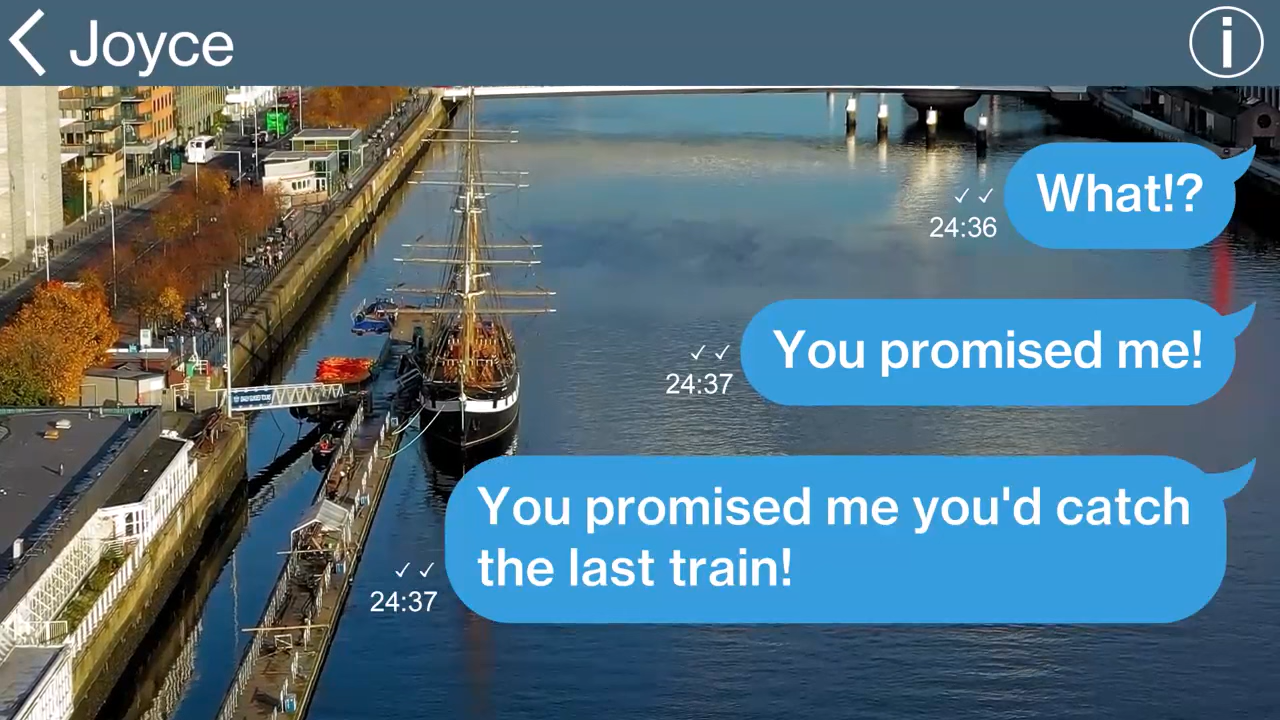 Joyce
What!?
✓✓
24:36
You promised me!
✓✓
24:37
You promised me you'd catch
the last train!
✓✓
24:37